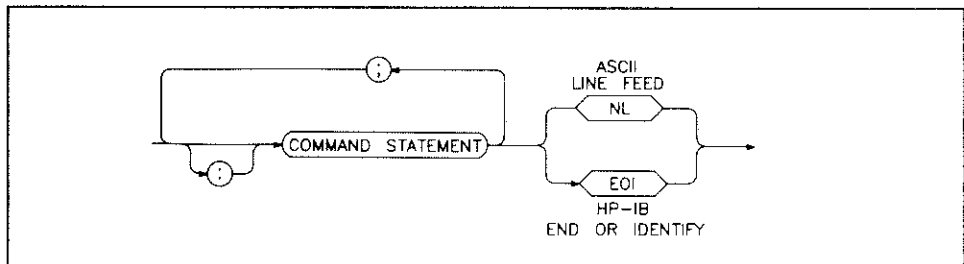 ;
ASCII
LINE FEED
NL
COMMAND STATEMENT
:
EOI
HP-IB
END OR IDENTIFY